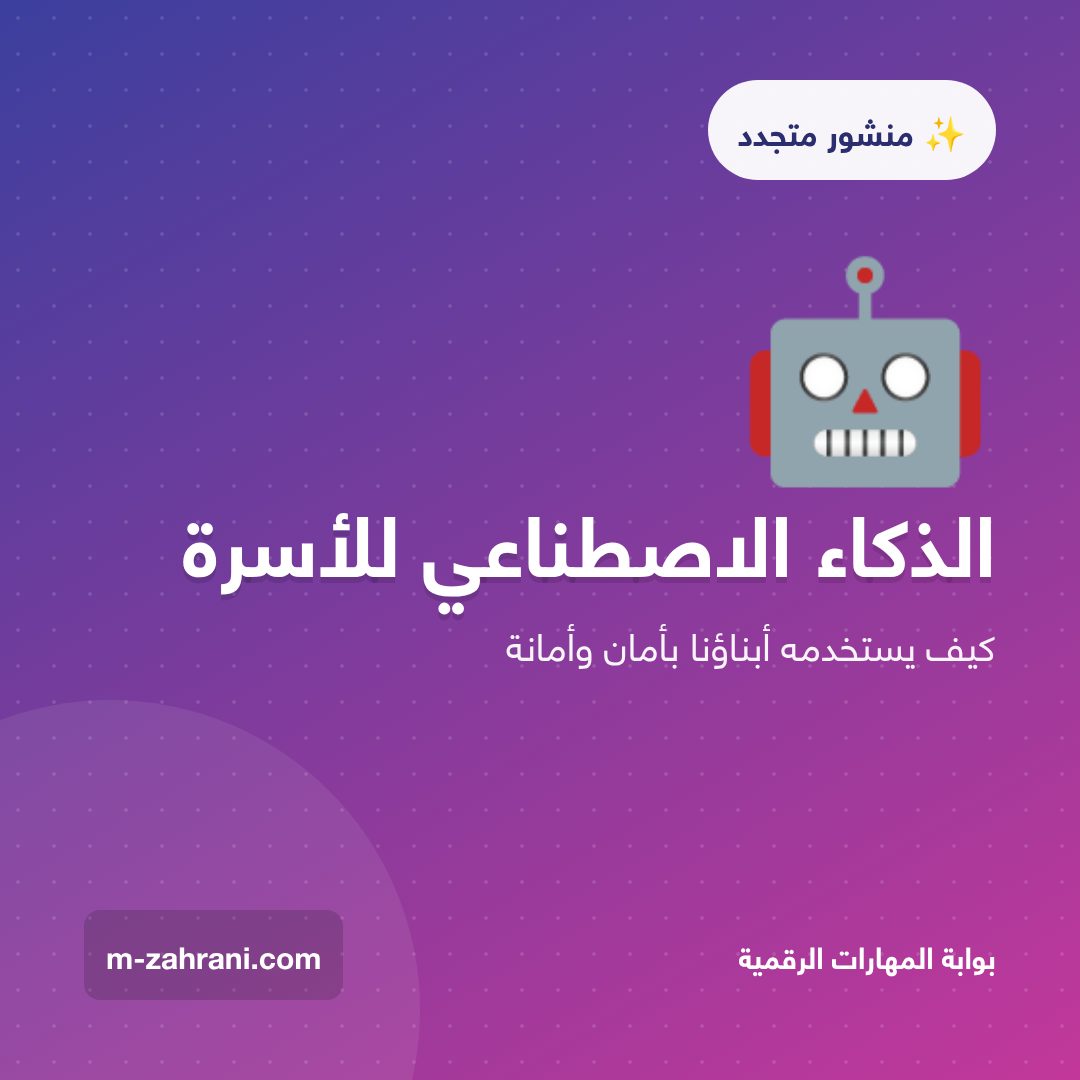 ✨ منشور متجدد
الذكاء الاصطناعي للأسرة
كيف يستخدمه أبناؤنا بأمان وأمانة
بوابة المهارات الرقمية
m-zahrani.com